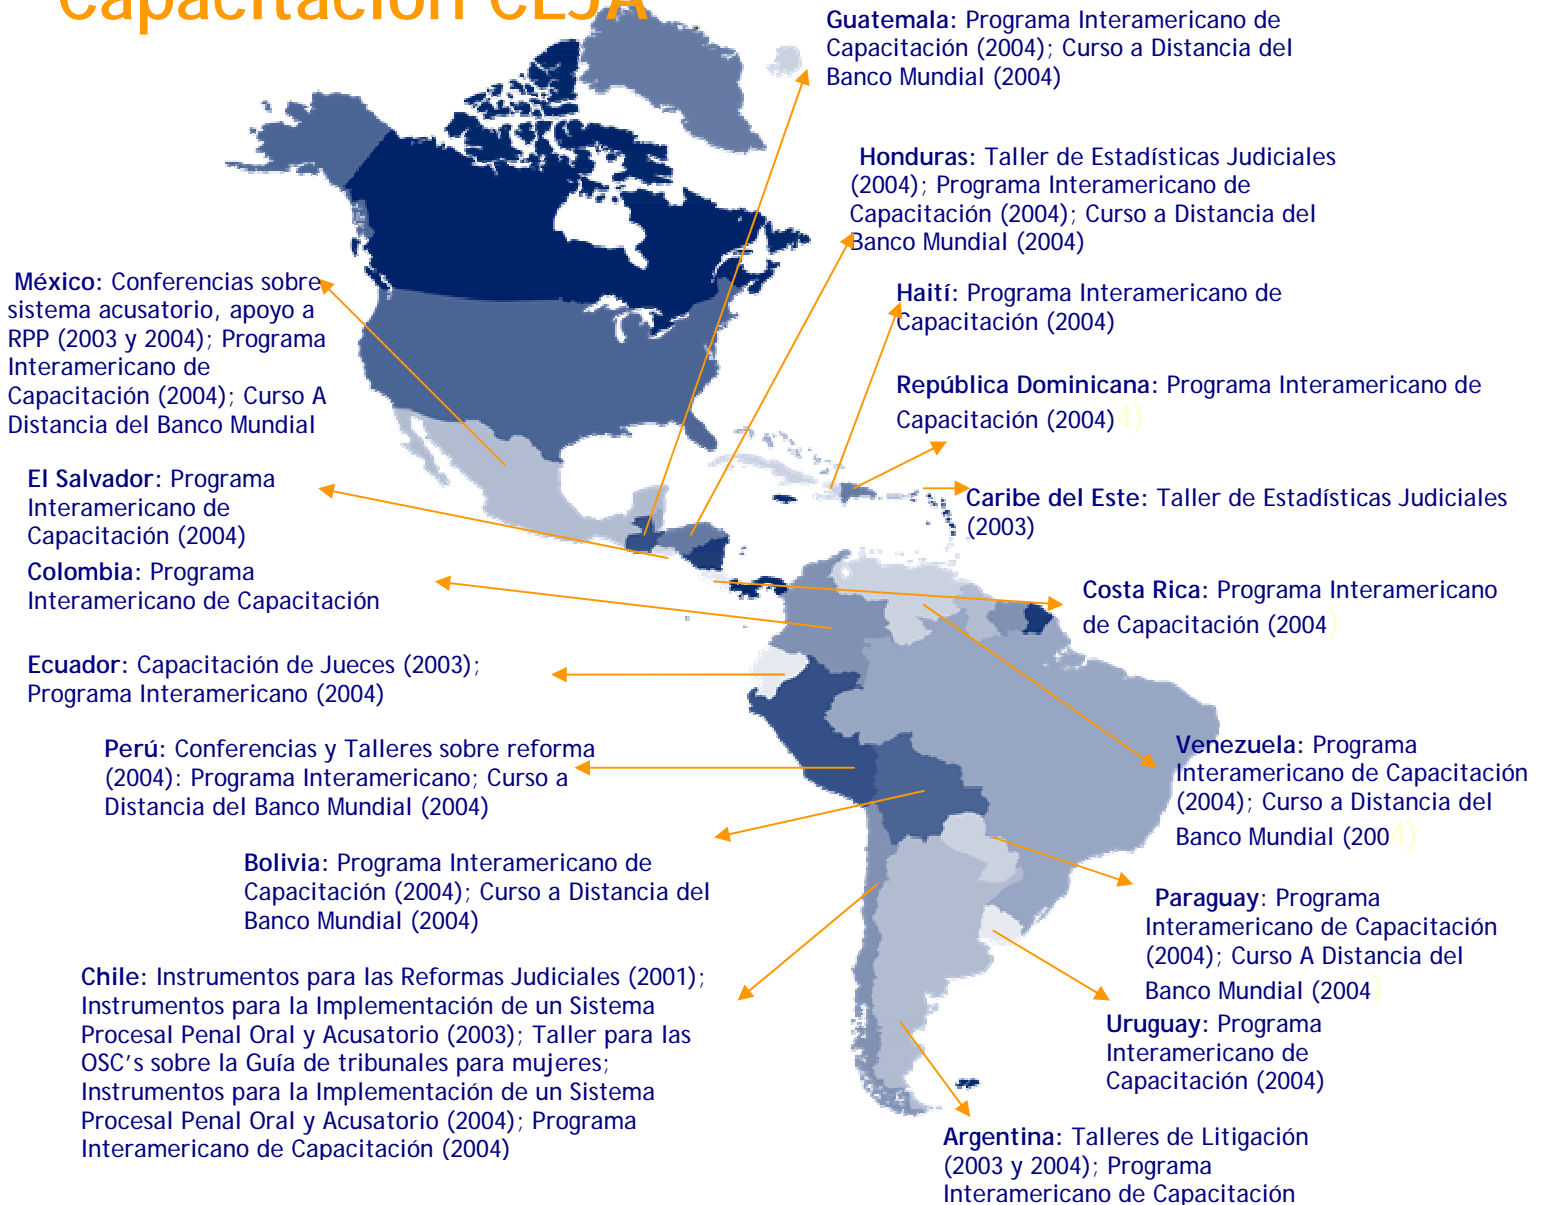 Capacitación CEJA
Guatemala: Programa Interamericano de
Capacitación (2004); Curso a Distancia del
Banco Mundial (2004)
Honduras: Taller de Estadísticas Judiciales
(2004); Programa Interamericano de
Capacitación (2004); Curso a Distancia del
Banco Mundial (2004)
México: Conferencias sobre
sistema acusatorio, apoyo a
RPP (2003 y 2004); Programa
Interamericano de
Capacitación (2004); Curso A
Distancia del Banco Mundial
Haití: Programa Interamericano de
Capacitación (2004)
República Dominicana: Programa Interamericano de
Capacitación (2004)4)
El Salvador: Programa
Interamericano de
Capacitación (2004)
Caribe del Este: Taller de Estadísticas Judiciales
(2003)
Colombia: Programa
Interamericano de Capacitación
Costa Rica: Programa Interamericano
de Capacitación (2004)
Ecuador: Capacitación de Jueces (2003);
Programa Interamericano (2004)
Perú: Conferencias y Talleres sobre reforma
(2004): Programa Interamericano; Curso a
Distancia del Banco Mundial (2004)
Venezuela: Programa
Interamericano de Capacitación
(2004); Curso a Distancia del
Banco Mundial (2004)
Bolivia: Programa Interamericano de
Capacitación (2004); Curso a Distancia del
Banco Mundial (2004)
Paraguay: Programa
Interamericano de Capacitación
(2004); Curso A Distancia del
Banco Mundial (2004)
Chile: Instrumentos para las Reformas Judiciales (2001);
Instrumentos para la Implementación de un Sistema
Procesal Penal Oral y Acusatorio (2003); Taller para las
OSC's sobre la Guía de tribunales para mujeres;
Instrumentos para la Implementación de un Sistema
Procesal Penal Oral y Acusatorio (2004); Programa
Interamericano de Capacitación (2004)
Uruguay: Programa
Interamericano de
Capacitación (2004)
Argentina: Talleres de Litigación
(2003 y 2004); Programa
Interamericano de Capacitación